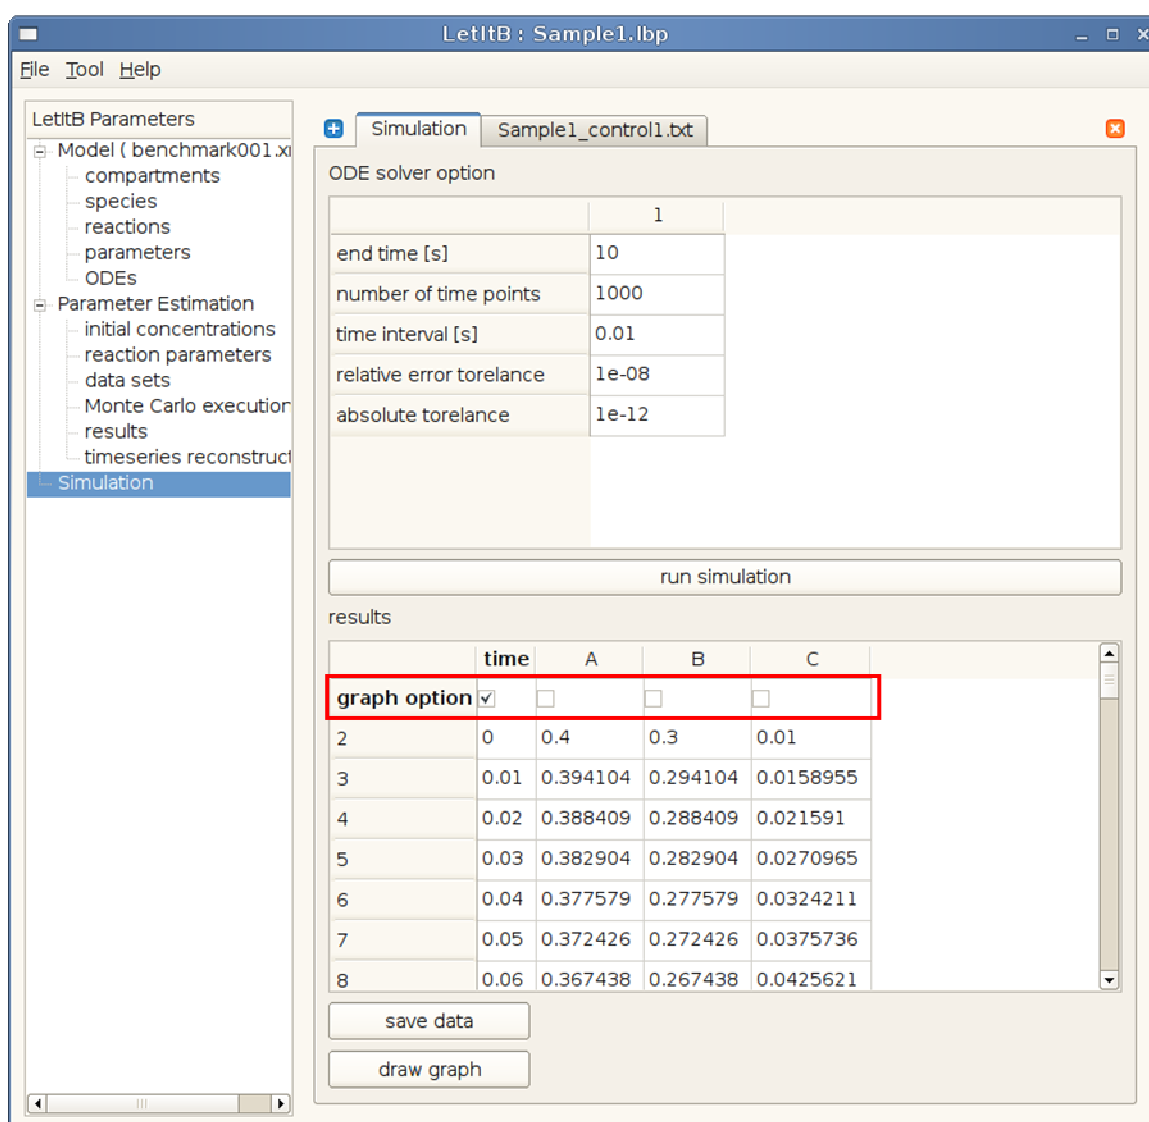 LetItB : Sample1.lbp
File Tool Help
LetItB Parameters
Model ( benchmark001.x
compartments
species
reactions
parameters
ODEs
Parameter Estimation
initial concentrations
reaction parameters
data sets
Monte Carlo execution
results
timeseries reconstruct
Simulation
Simulation Sample1_control1.txt
ODE solver option
1
end time [s] 10
number of time points 1000
time interval [s] 0.01
relative error torelance 1e-08
absolute torelance 1e-12
run simulation
results
time A B C
graph option
2 0 0.4 0.3 0.01
3 0.01 0.394104 0.294104 0.0158955
4 0.02 0.388409 0.288409 0.021591
5 0.03 0.382904 0.282904 0.0270965
6 0.04 0.377579 0.277579 0.0324211
7 0.05 0.372426 0.272426 0.0375736
8 0.06 0.367438 0.267438 0.0425621
save data
draw graph